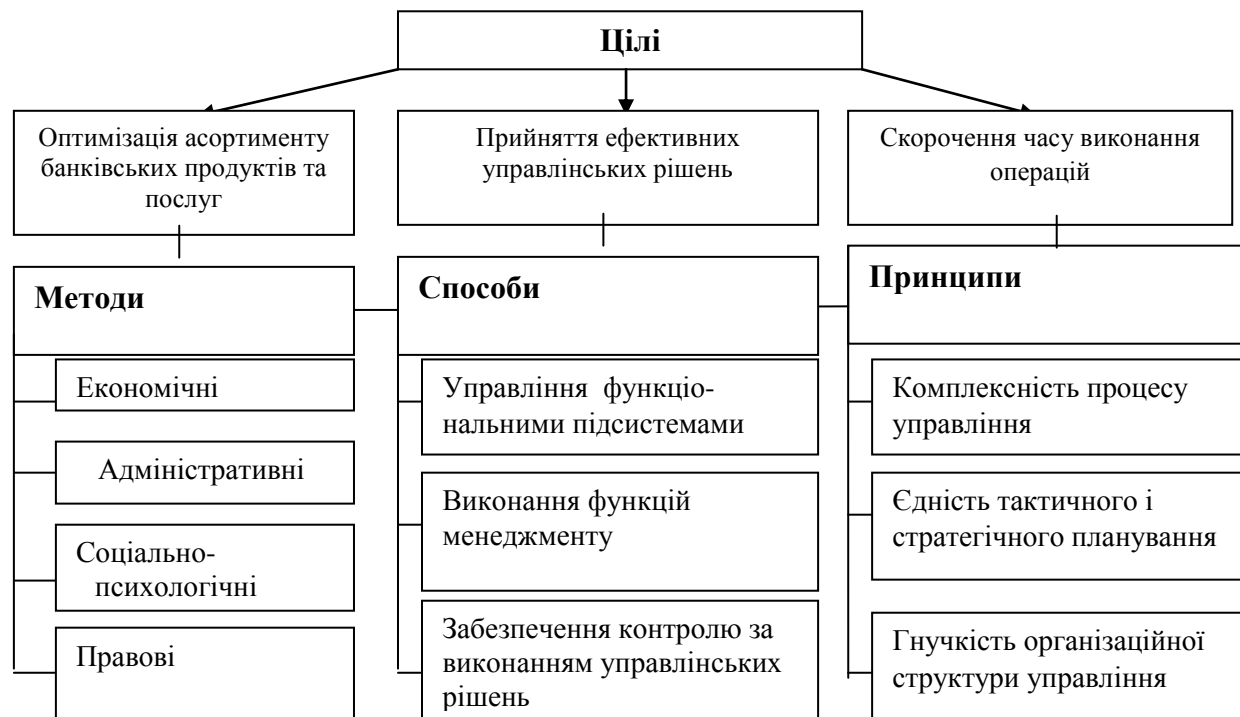 Цілі
Оптимізація асортименту
банківських продуктів та
послуг
Прийняття ефективних
управлінських рішень
Скорочення часу виконання
операцій
Методи
Економічні
Адміністративні
Соціально-
психологічні
Правові
Способи
Управління функціо-
нальними підсистемами
Виконання функцій
менеджменту
Забезпечення контролю за
виконанням управлінських
рішень
Принципи
Комплексність процесу
управління
Єдність тактичного і
стратегічного планування
Гнучкість організаційної
структури управління